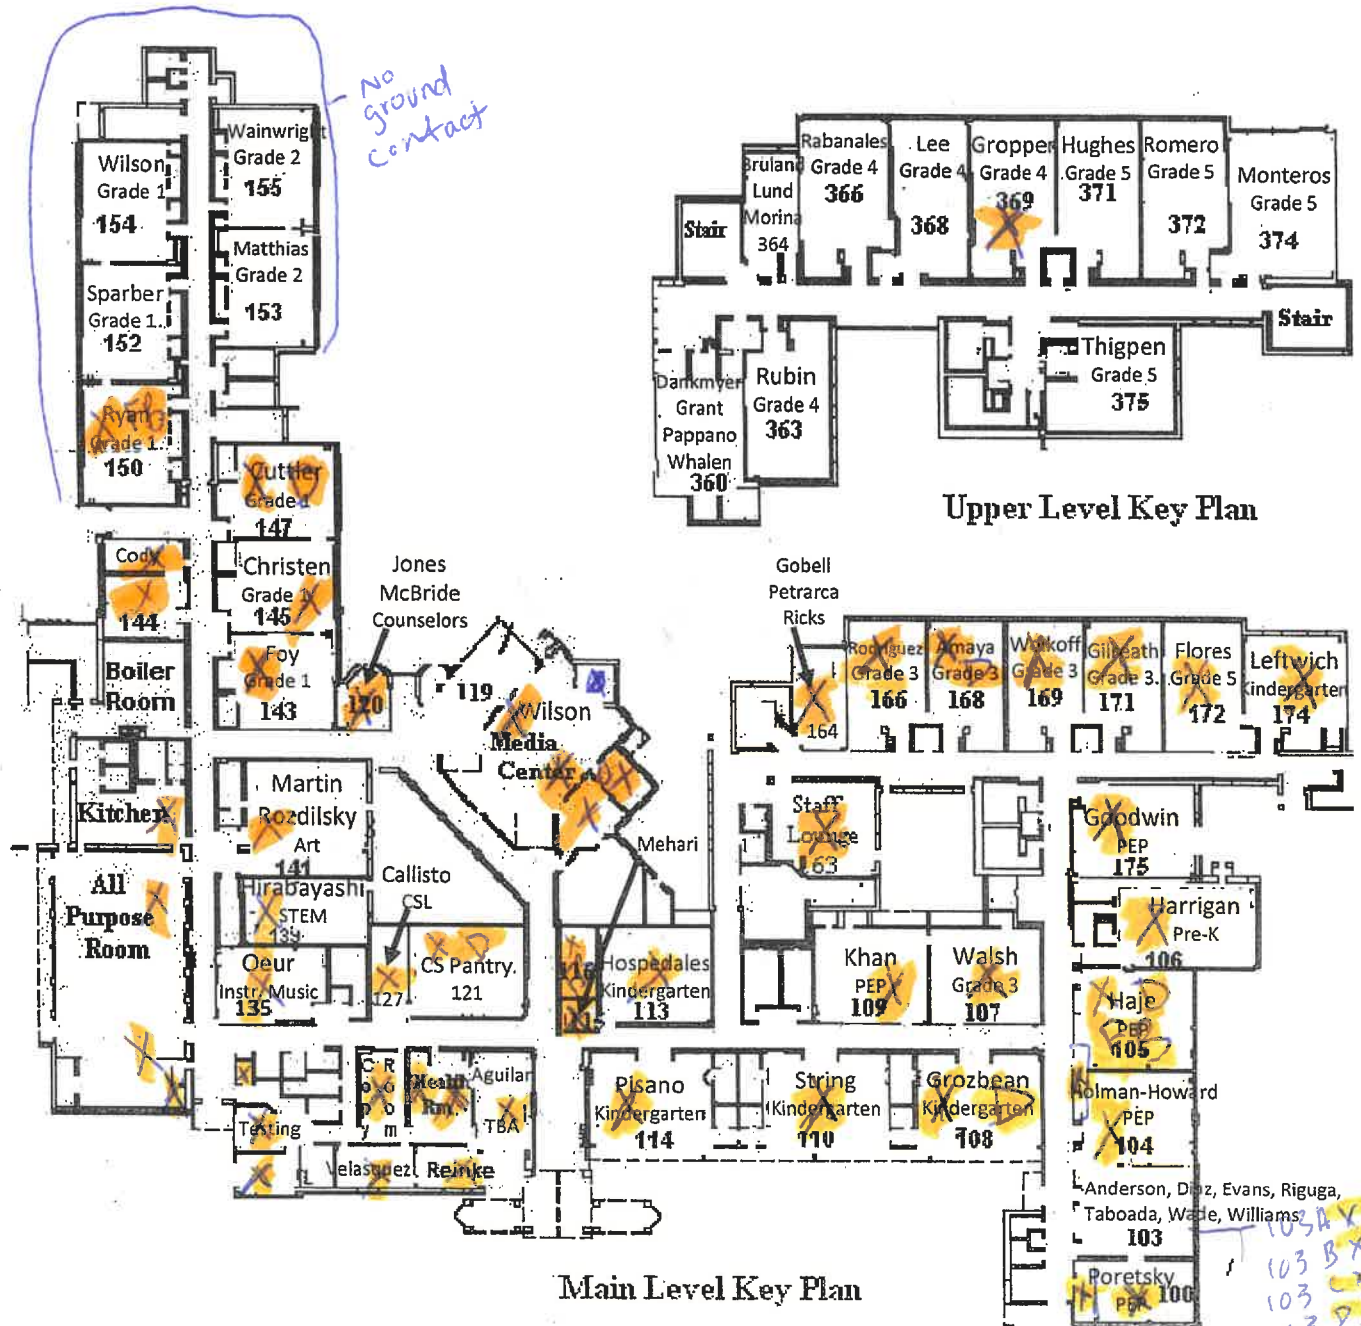 No
ground
contact
Wainwright
Grade 2
155
Wilson
Grade 1
154
Matthias
Grade 2
153
Sparber
Grade 1
152
Ryan
Grade 1
150
Cuttler
Grade 1
147
Cody
144
Christen
Grade 1
145
Jones
McBride
Counselors
120
Foy
Grade 1
143
Boiler
Room
Kitchen
All
Purpose
Room
Martin
Rozdilsky
Art
141
Hirabayashi
STEM
Oeur
Instr. Music
135
Callisto
CSL
127
CS Pantry
121
119
Wilson
Media
Center
Mehari
Hospedales
Kindergarten
113
Testing
Copy
Room
Rm.
Aguilar
TBA
Velasquez
Reinke
Pisano
Kindergarten
114
String
Kindergarten
110
Grozbean
Kindergarten
108
Rabanales
Grade 4
366
Lee
Grade 4
368
Gropper
Grade 4
369
Hughes
Grade 5
371
Romero
Grade 5
372
Monteros
Grade 5
374
Bruland
Lund
Morina
364
Stair
Stair
Dankmyer
Grant
Pappano
Whalen
360
Rubin
Grade 4
363
Thigpen
Grade 5
375
Upper Level Key Plan
Gobell
Petrarca
Ricks
164
Rodriguez
Grade 3
166
Amaya
Grade 3
168
Wolkoff
Grade 3
169
Gilreath
Grade 3
171
Flores
Grade 5
172
Leftwich
Kindergarten
174
Staff
Lounge
63
Goodwin
PEP
175
Harrigan
Pre-K
106
Khan
PEP
109
Walsh
Grade 3
107
Haje
PEP
105
Holman-Howard
PEP
104
Anderson, Diaz, Evans, Riguga,
Taboada, Wade, Williams
103
103 A X
103 B X
103 C
Poretsky
PEP
100
Main Level Key Plan